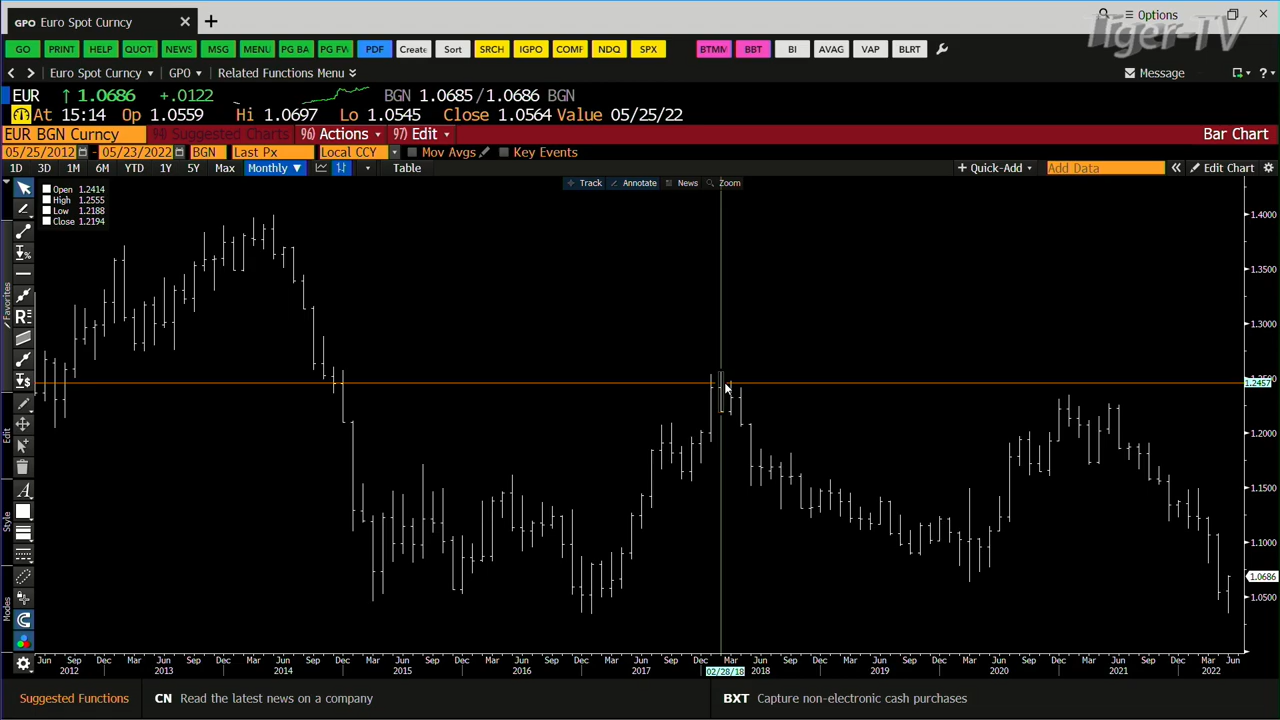 GPO Euro Spot Curncy × + Options
Tiger-TV
GO PRINT HELP QUOT NEWS MSG MENU PG BA PG FW PDF Create Sort SRCH IGPO COMF NDQ SPX BTMM BBT BI AVAG VAP BLRT
Euro Spot Curncy GPO Related Functions Menu Message ?
EUR ↑ 1.0686 +.0122 BGN 1.0685/1.0686 BGN
At 15:14 Op 1.0559 Hi 1.0697 Lo 1.0545 Close 1.0564 Value 05/25/22
EUR BGN Curncy 94) Suggested Charts 96) Actions 97) Edit Bar Chart
05/25/2012 - 05/23/2022 BGN Last Px Local CCY Mov Avgs Key Events
1D 3D 1M 6M YTD 1Y 5Y Max Monthly ▼ Table + Quick-Add Add Data « Edit Chart
Track Annotate News Zoom
Open 1.2414
High 1.2555
Low 1.2188
Close 1.2194
Favorites
Edit
Style
Modes
1.4000
1.3500
1.3000
1.2500
1.2457
1.2000
1.1500
1.1000
1.0686
1.0500
Jun Sep Dec Mar Jun Sep Dec Mar Jun Sep Dec Mar Jun Sep Dec Mar Jun Sep Dec Mar Jun Sep Dec Mar Jun Sep Dec Mar Jun Sep Dec Mar Jun Sep Dec Mar Jun Sep Dec Mar Jun
2012 2013 2014 2015 2016 2017 02/28/18 2018 2019 2020 2021 2022
Suggested Functions CN Read the latest news on a company BXT Capture non-electronic cash purchases